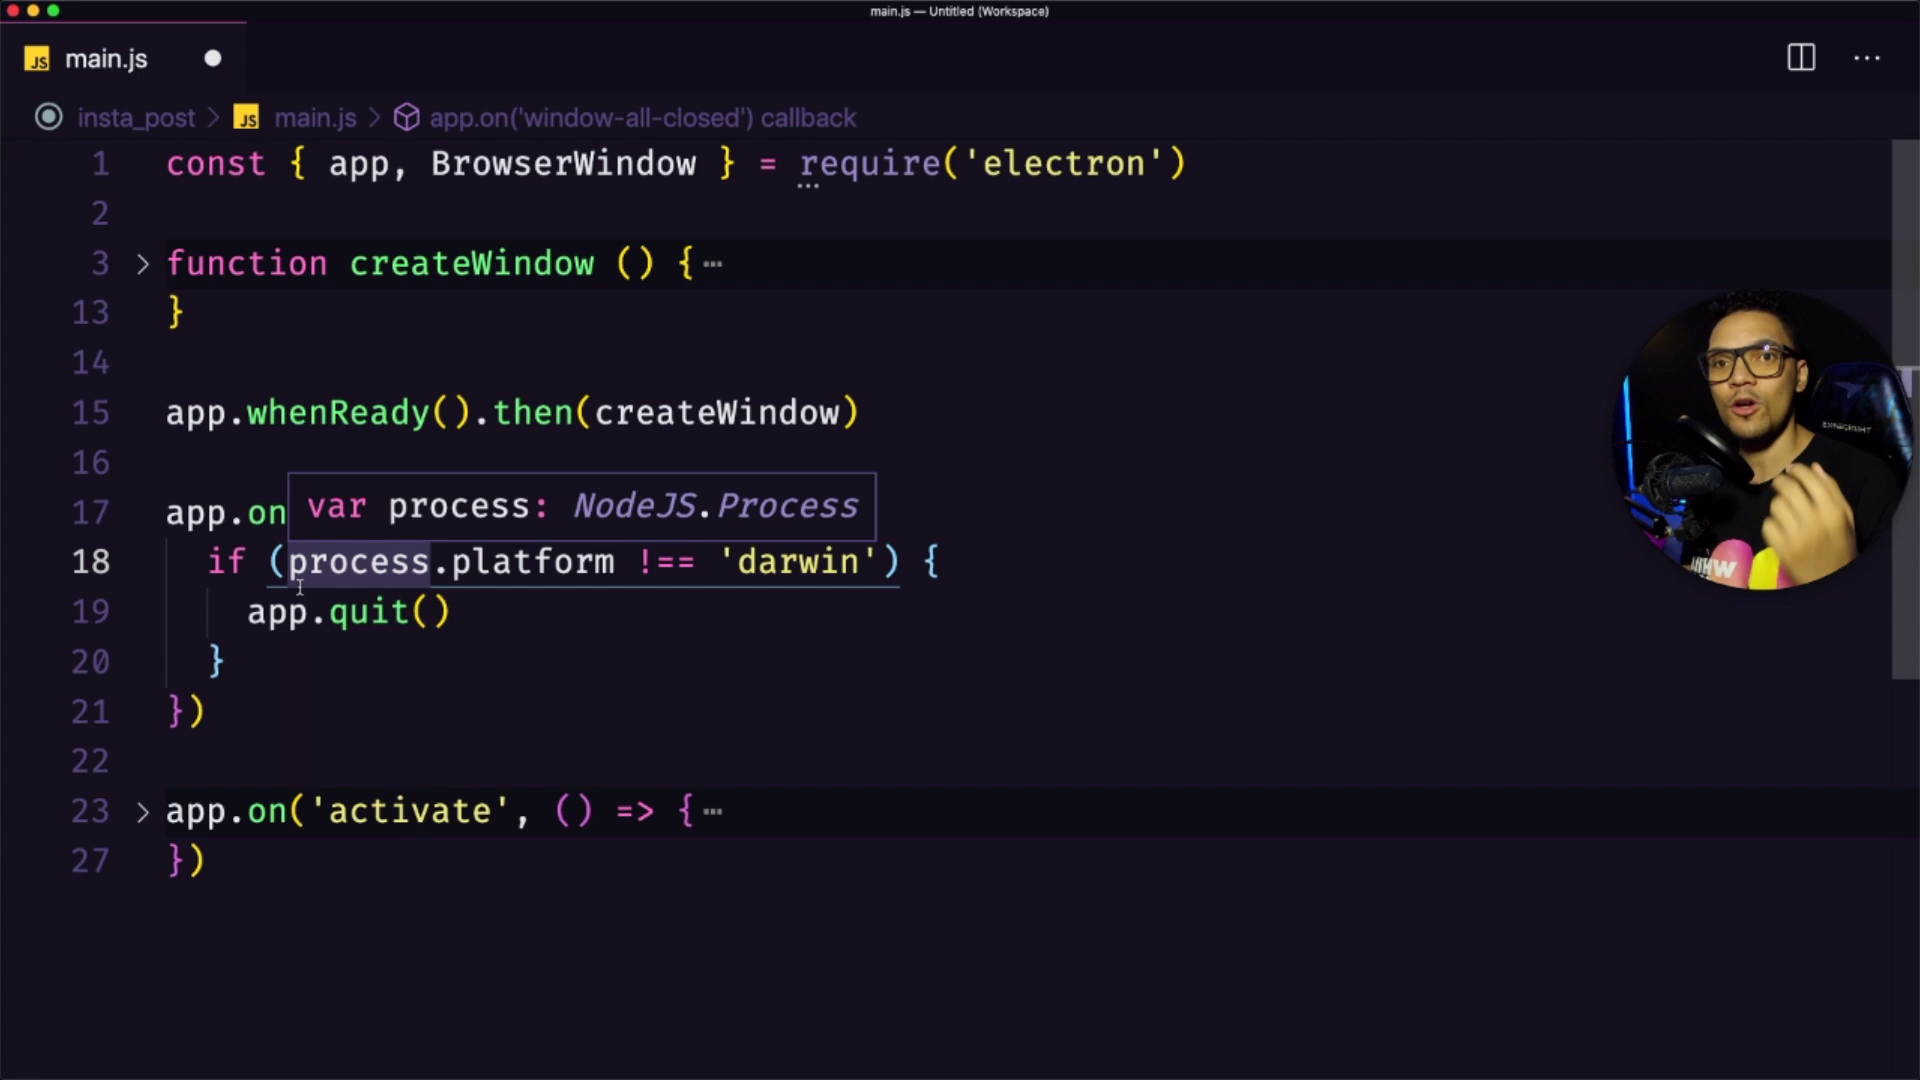 main.js — Untitled (Workspace)
JS main.js
insta_post > JS main.js > app.on('window-all-closed') callback
1 const { app, BrowserWindow } = require('electron')
2
3 > function createWindow () { ⋯
13 }
14
15 app.whenReady().then(createWindow)
16
var process: NodeJS.Process
17 app.on
18 if (process.platform !== 'darwin') {
19 app.quit()
20 }
21 })
22
23 > app.on('activate', () => { ⋯
27 })